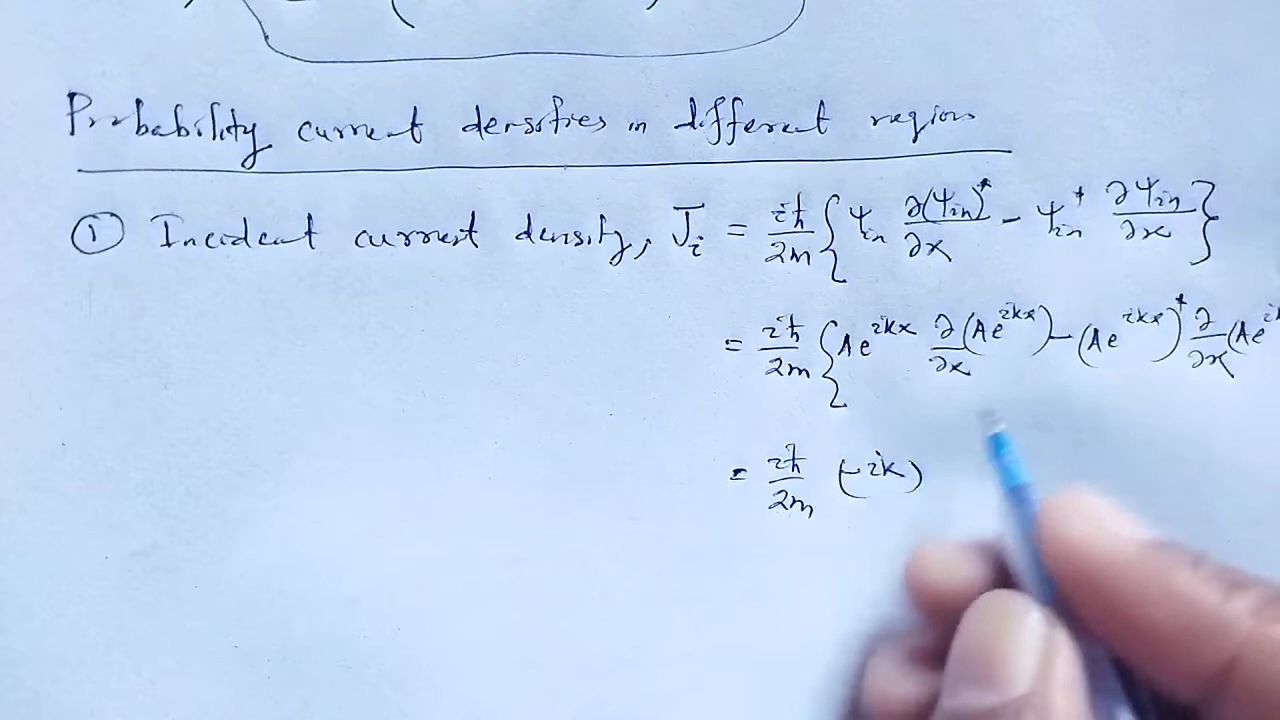 Probability current densities in different regions
① Incident current density, J_i = iħ/2m { ψ_in ∂(ψ_in)*/∂x - ψ_in* ∂ψ_in/∂x }
= iħ/2m { Ae^{ikx} ∂/∂x (Ae^{ikx}) - (Ae^{ikx})* ∂/∂x (Ae^{ik
= iħ/2m (-ik)